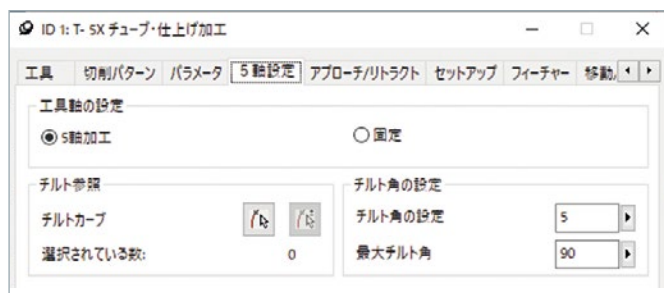 ID 1: T- 5X チューブ・仕上げ加工
工具 切削パターン パラメータ 5軸設定 アプローチ/リトラクト セットアップ フィーチャー 移動,
工具軸の設定
5軸加工 固定
チルト参照
チルトカーブ
選択されている数: 0
チルト角の設定
チルト角の設定 5
最大チルト角 90